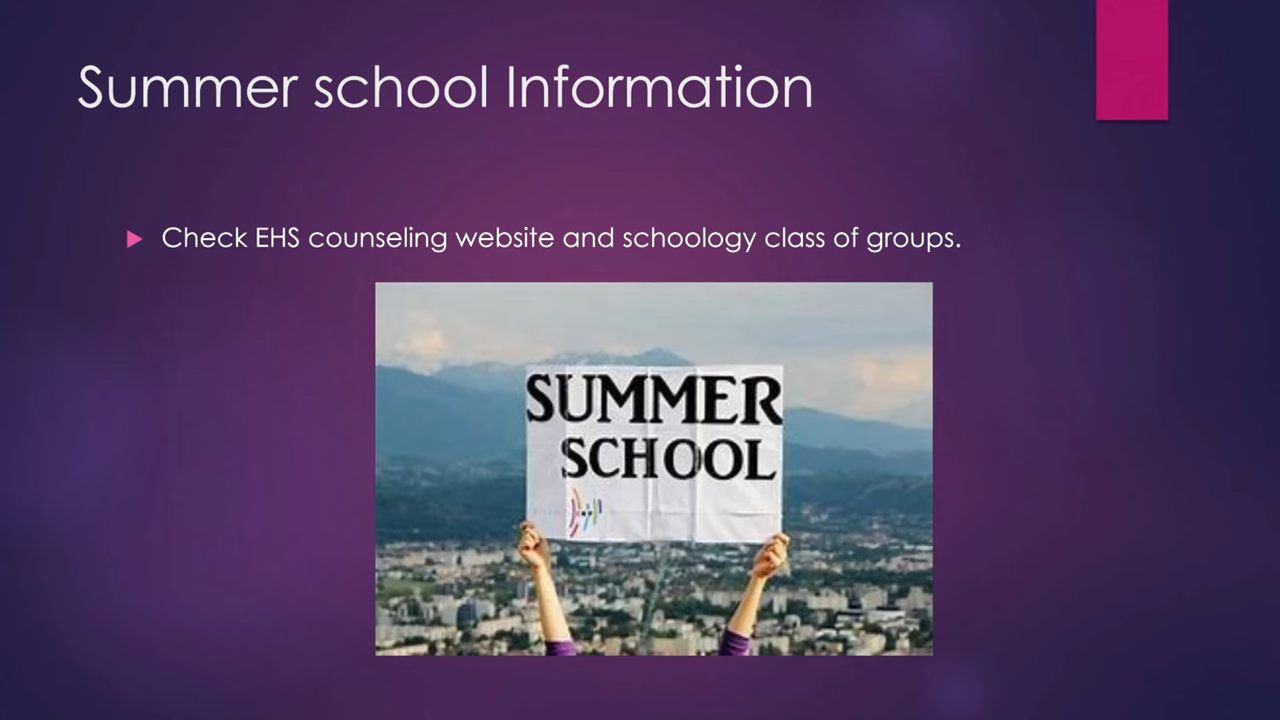 Summer school Information
Check EHS counseling website and schoology class of groups.
SUMMER
SCHOOL